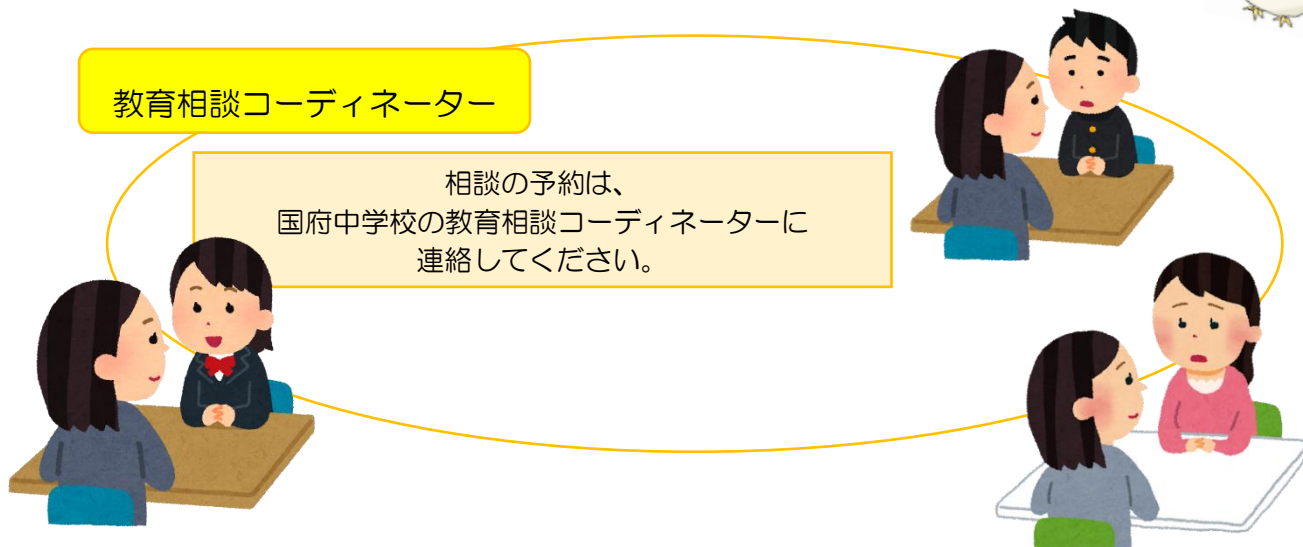 教育相談コーディネーター
相談の予約は、
国府中学校の教育相談コーディネーターに
連絡してください。